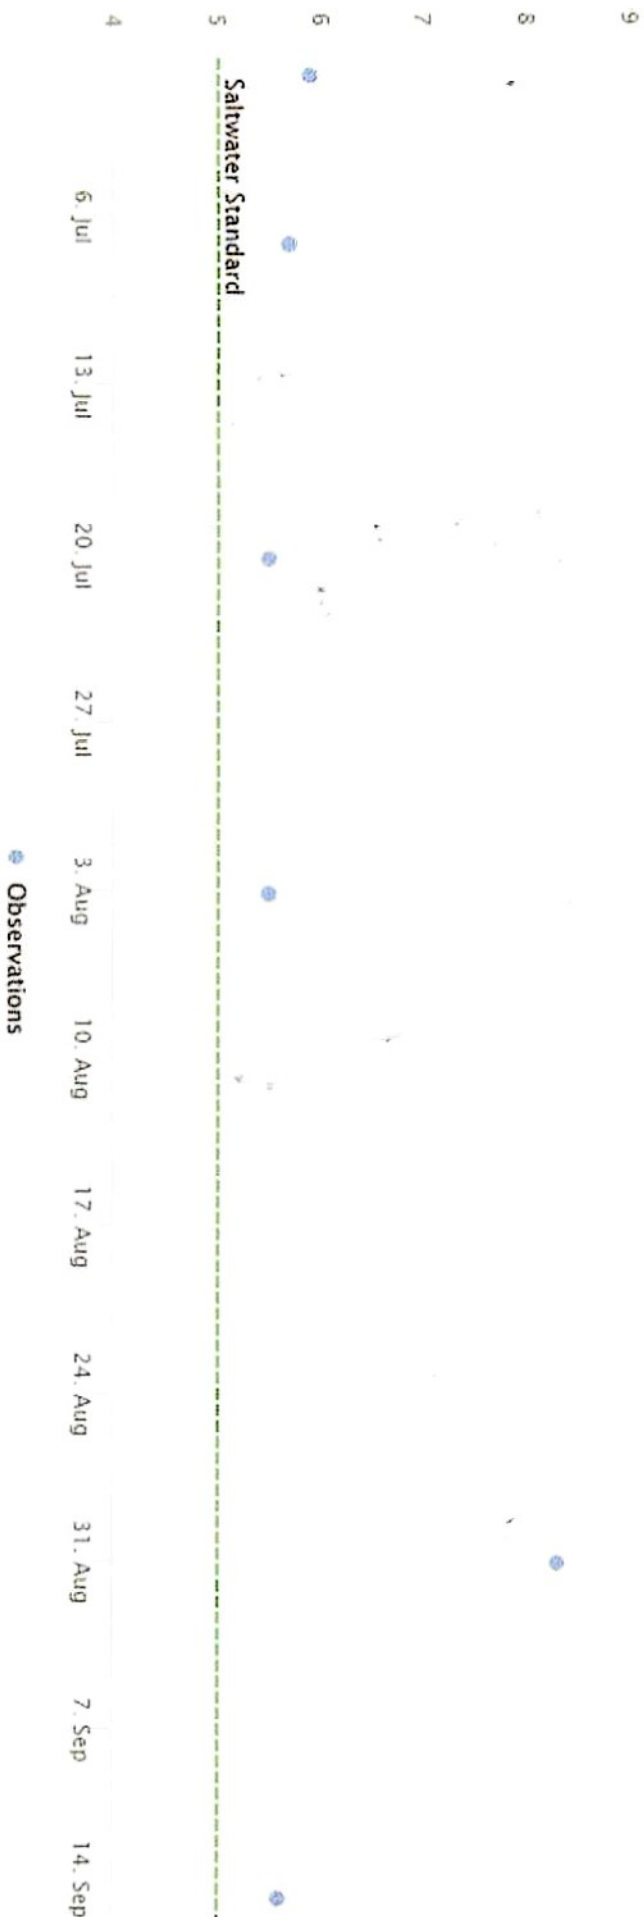 9
8
7
6
5
4
Saltwater Standard
6. Jul
13. Jul
20. Jul
27. Jul
3. Aug
10. Aug
17. Aug
24. Aug
31. Aug
7. Sep
14. Sep
Observations